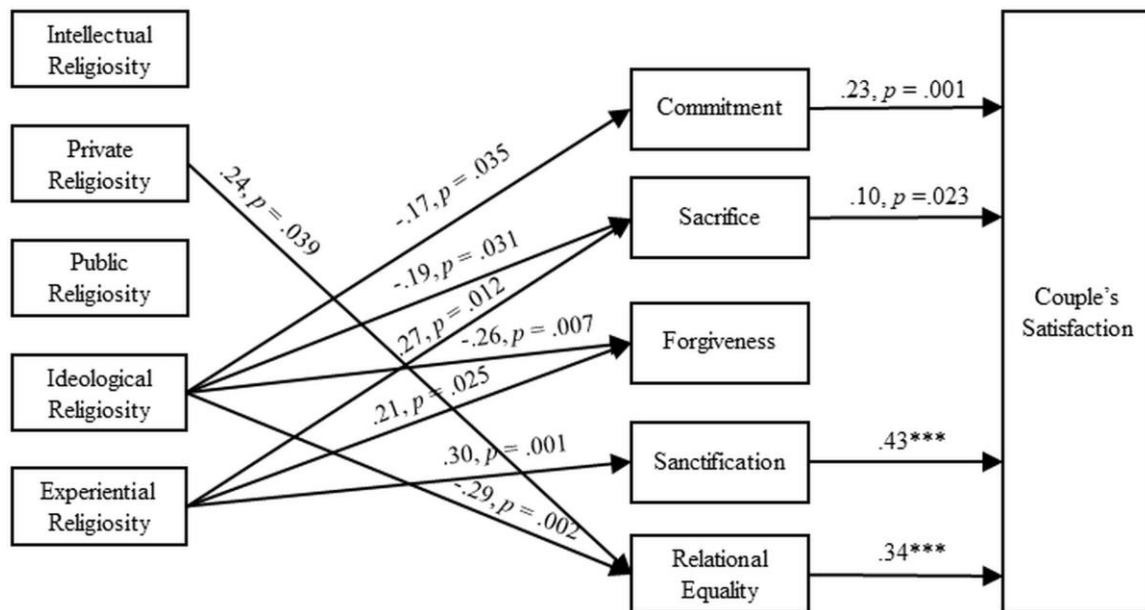 Intellectual
Religiosity
Private
Religiosity
Public
Religiosity
Ideological
Religiosity
Experiential
Religiosity
.24, p = .039
-.17, p = .035
-.19, p = .031
.27, p = .012
-.26, p = .007
.21, p = .025
.30, p = .001
-.29, p = .002
Commitment
Sacrifice
Forgiveness
Sanctification
Relational
Equality
.23, p = .001
.10, p =.023
.43***
.34***
Couple's
Satisfaction